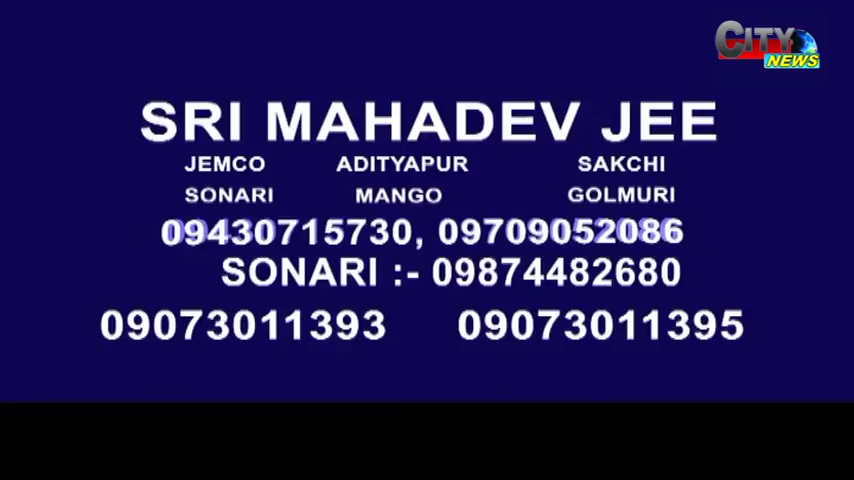 CITY
NEWS
SRI MAHADEV JEE
JEMCO ADITYAPUR SAKCHI
SONARI MANGO GOLMURI
09430715730, 09709052086
SONARI :- 09874482680
09073011393 09073011395